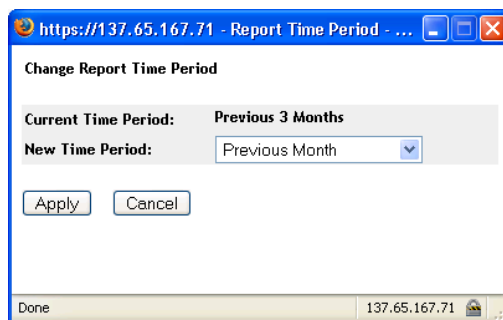 https://137.65.167.71 - Report Time Period - ...
Change Report Time Period
Current Time Period: Previous 3 Months
New Time Period: Previous Month
Apply Cancel
Done 137.65.167.71